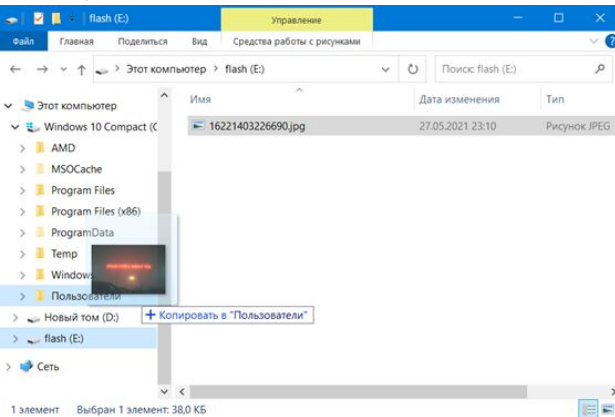 flash (E:) Управление
Файл Главная Поделиться Вид Средства работы с рисунками
Этот компьютер > flash (E:) Поиск: flash (E:)
Имя Дата изменения Тип
Этот компьютер
16221403226690.jpg 27.05.2021 23:10 Рисунок JPEG
Windows 10 Compact (C
AMD
MSOCache
Program Files
Program Files (x86)
ProgramData
Temp
Windows
Пользователи
Новый том (D:) + Копировать в "Пользователи"
flash (E:)
Сеть
1 элемент Выбран 1 элемент: 38,0 КБ